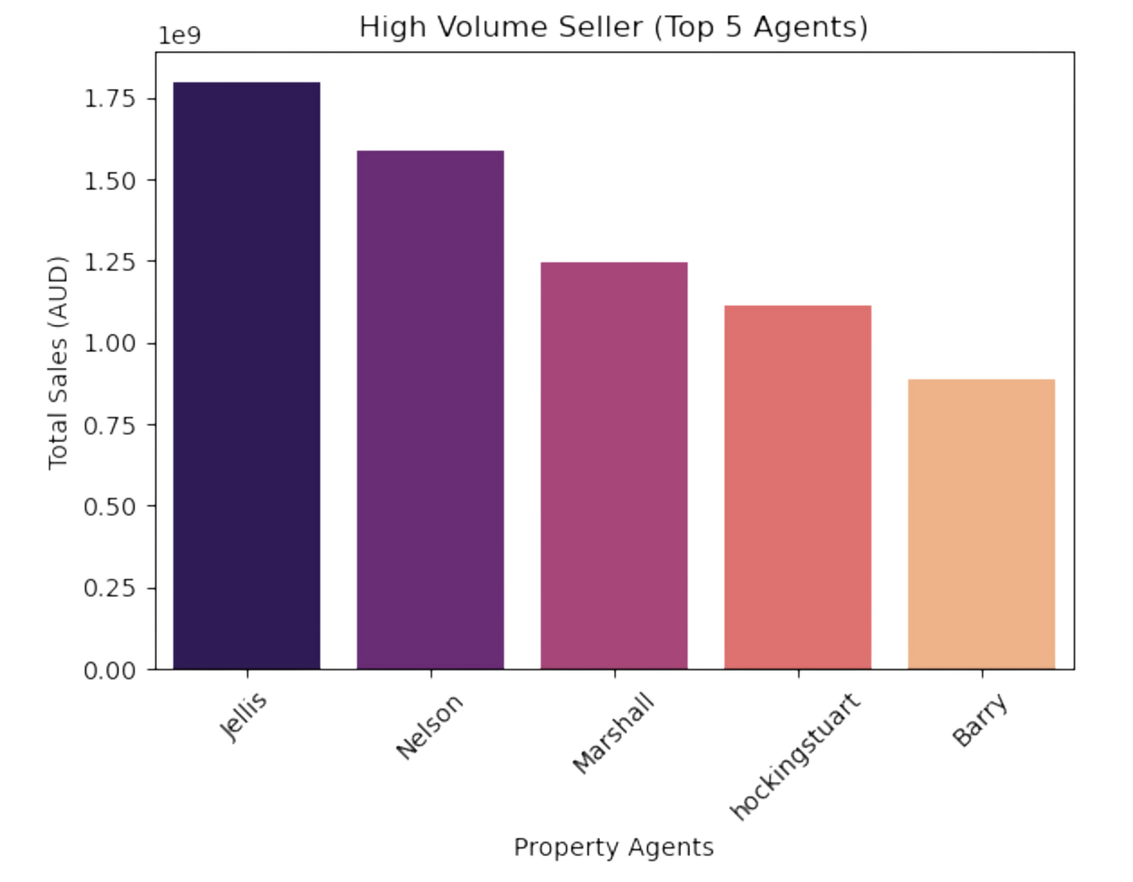 High Volume Seller (Top 5 Agents)
1e9
1.75
1.50
1.25
1.00
0.75
0.50
0.25
0.00
Total Sales (AUD)
Jellis
Nelson
Marshall
hockingstuart
Barry
Property Agents